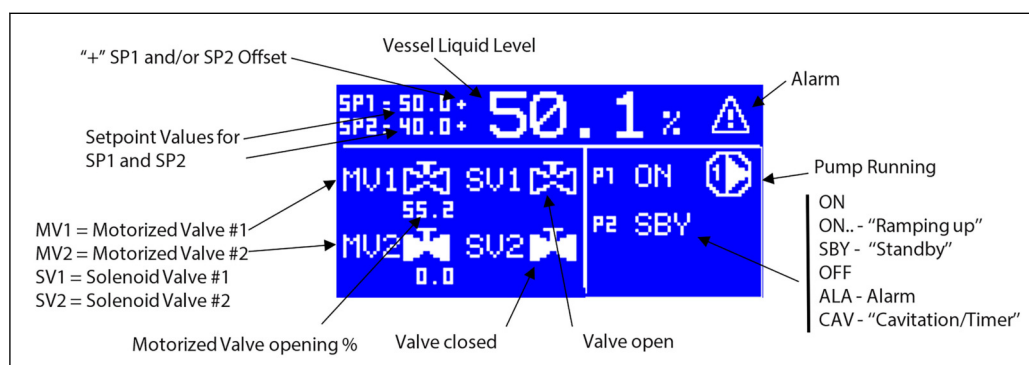 "+" SP1 and/or SP2 Offset
Vessel Liquid Level
Alarm
SP1 = 50.0 +
SP2 = 40.0 +
50.1 %
Setpoint Values for
SP1 and SP2
MV1 SV1 P1 ON 1
55.2
MV2 SV2 P2 SBY
0.0
Pump Running
ON
ON.. - "Ramping up"
SBY - "Standby"
OFF
ALA - Alarm
CAV - "Cavitation/Timer"
MV1 = Motorized Valve #1
MV2 = Motorized Valve #2
SV1 = Solenoid Valve #1
SV2 = Solenoid Valve #2
Motorized Valve opening %
Valve closed
Valve open